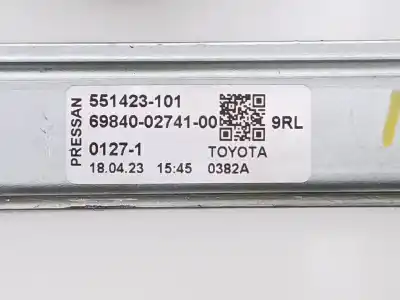 PRESSAN
551423-101
69840-02741-00 9RL
0127-1 TOYOTA
18.04.23 15:45 0382A